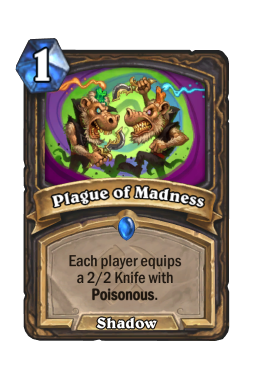 1
Plague of Madness
Each player equips
a 2/2 Knife with
Poisonous.
Shadow